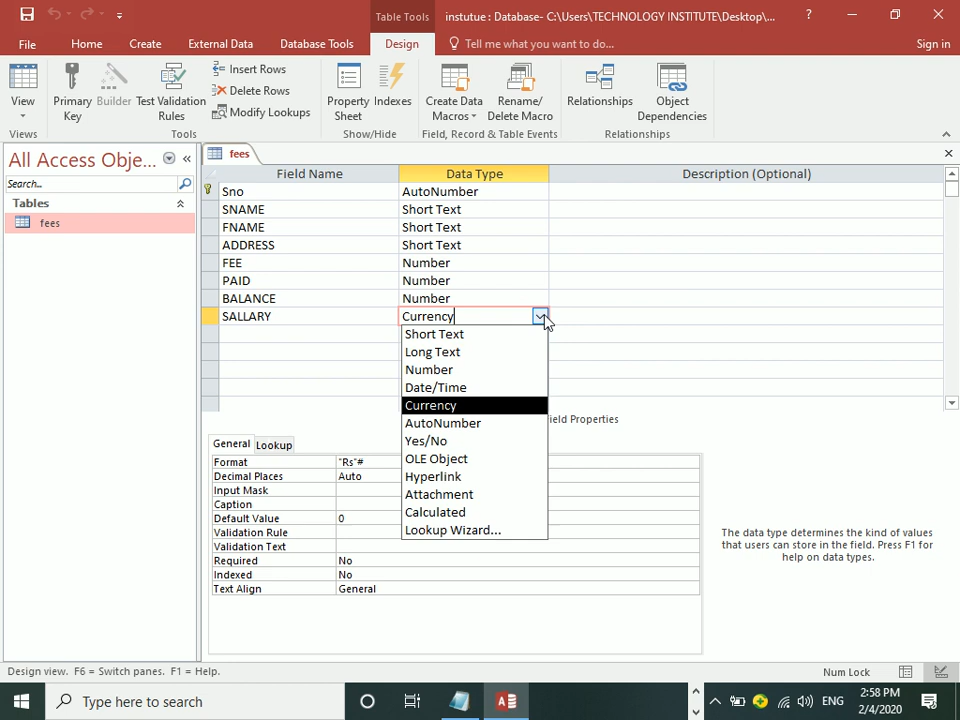 Table Tools
instutue : Database- C:\Users\TECHNOLOGY INSTITUTE\Desktop\...
?
File
Home
Create
External Data
Database Tools
Design
Tell me what you want to do...
Sign in
View
Primary Key
Builder
Test Validation Rules
Insert Rows
Delete Rows
Modify Lookups
Property Sheet
Indexes
Create Data Macros
Rename/ Delete Macro
Relationships
Object Dependencies
Views
Tools
Show/Hide
Field, Record & Table Events
Relationships
All Access Obje...
Search...
Tables
fees
fees
Field Name Data Type Description (Optional)
Sno AutoNumber
SNAME Short Text
FNAME Short Text
ADDRESS Short Text
FEE Number
PAID Number
BALANCE Number
SALLARY Currency
Short Text
Long Text
Number
Date/Time
Currency
AutoNumber
Yes/No
OLE Object
Hyperlink
Attachment
Calculated
Lookup Wizard...
ield Properties
General Lookup
Format "Rs"#
Decimal Places Auto
Input Mask
Caption
Default Value 0
Validation Rule
Validation Text
Required No
Indexed No
Text Align General
The data type determines the kind of values
that users can store in the field. Press F1 for
help on data types.
Design view. F6 = Switch panes. F1 = Help.
Num Lock
Type here to search
ENG
2:58 PM
2/4/2020